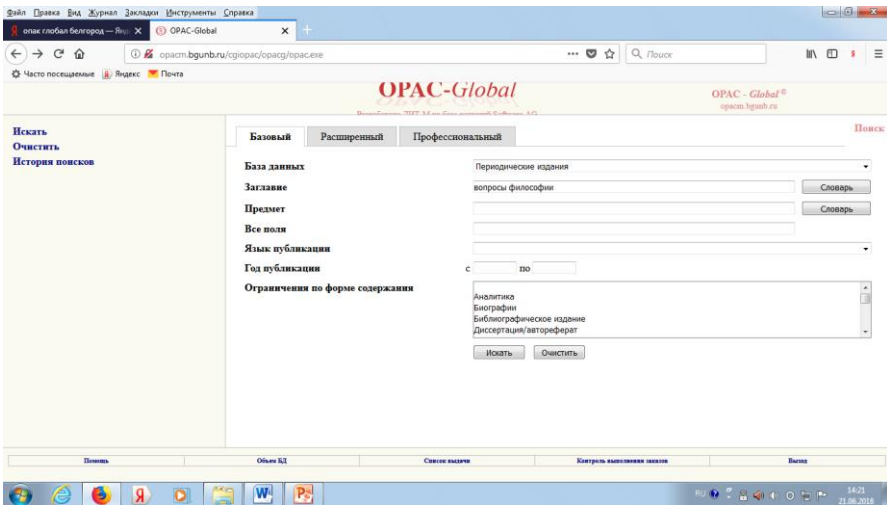 Файл Правка Вид Журнал Закладки Инструменты Справка
опак глобал белгород — Янд
OPAC-Global
opacm.bgunb.ru/cgiopac/opacg/opac.exe
Поиск
Часто посещаемые Яндекс Почта
OPAC-Global
OPAC - Global ©
opacm.bgunb.ru
Искать
Очистить
История поисков
Базовый Расширенный Профессиональный
Поиск
База данных Периодические издания
Заглавие вопросы философии Словарь
Предмет Словарь
Все поля
Язык публикации
Год публикации с по
Ограничения по форме содержания
Аналитика
Биографии
Библиографическое издание
Диссертация/автореферат
Искать Очистить
Помощь Объем БД Список выдачи Контроль выполнения заказов Выход
RU 14:21
21.06.2018